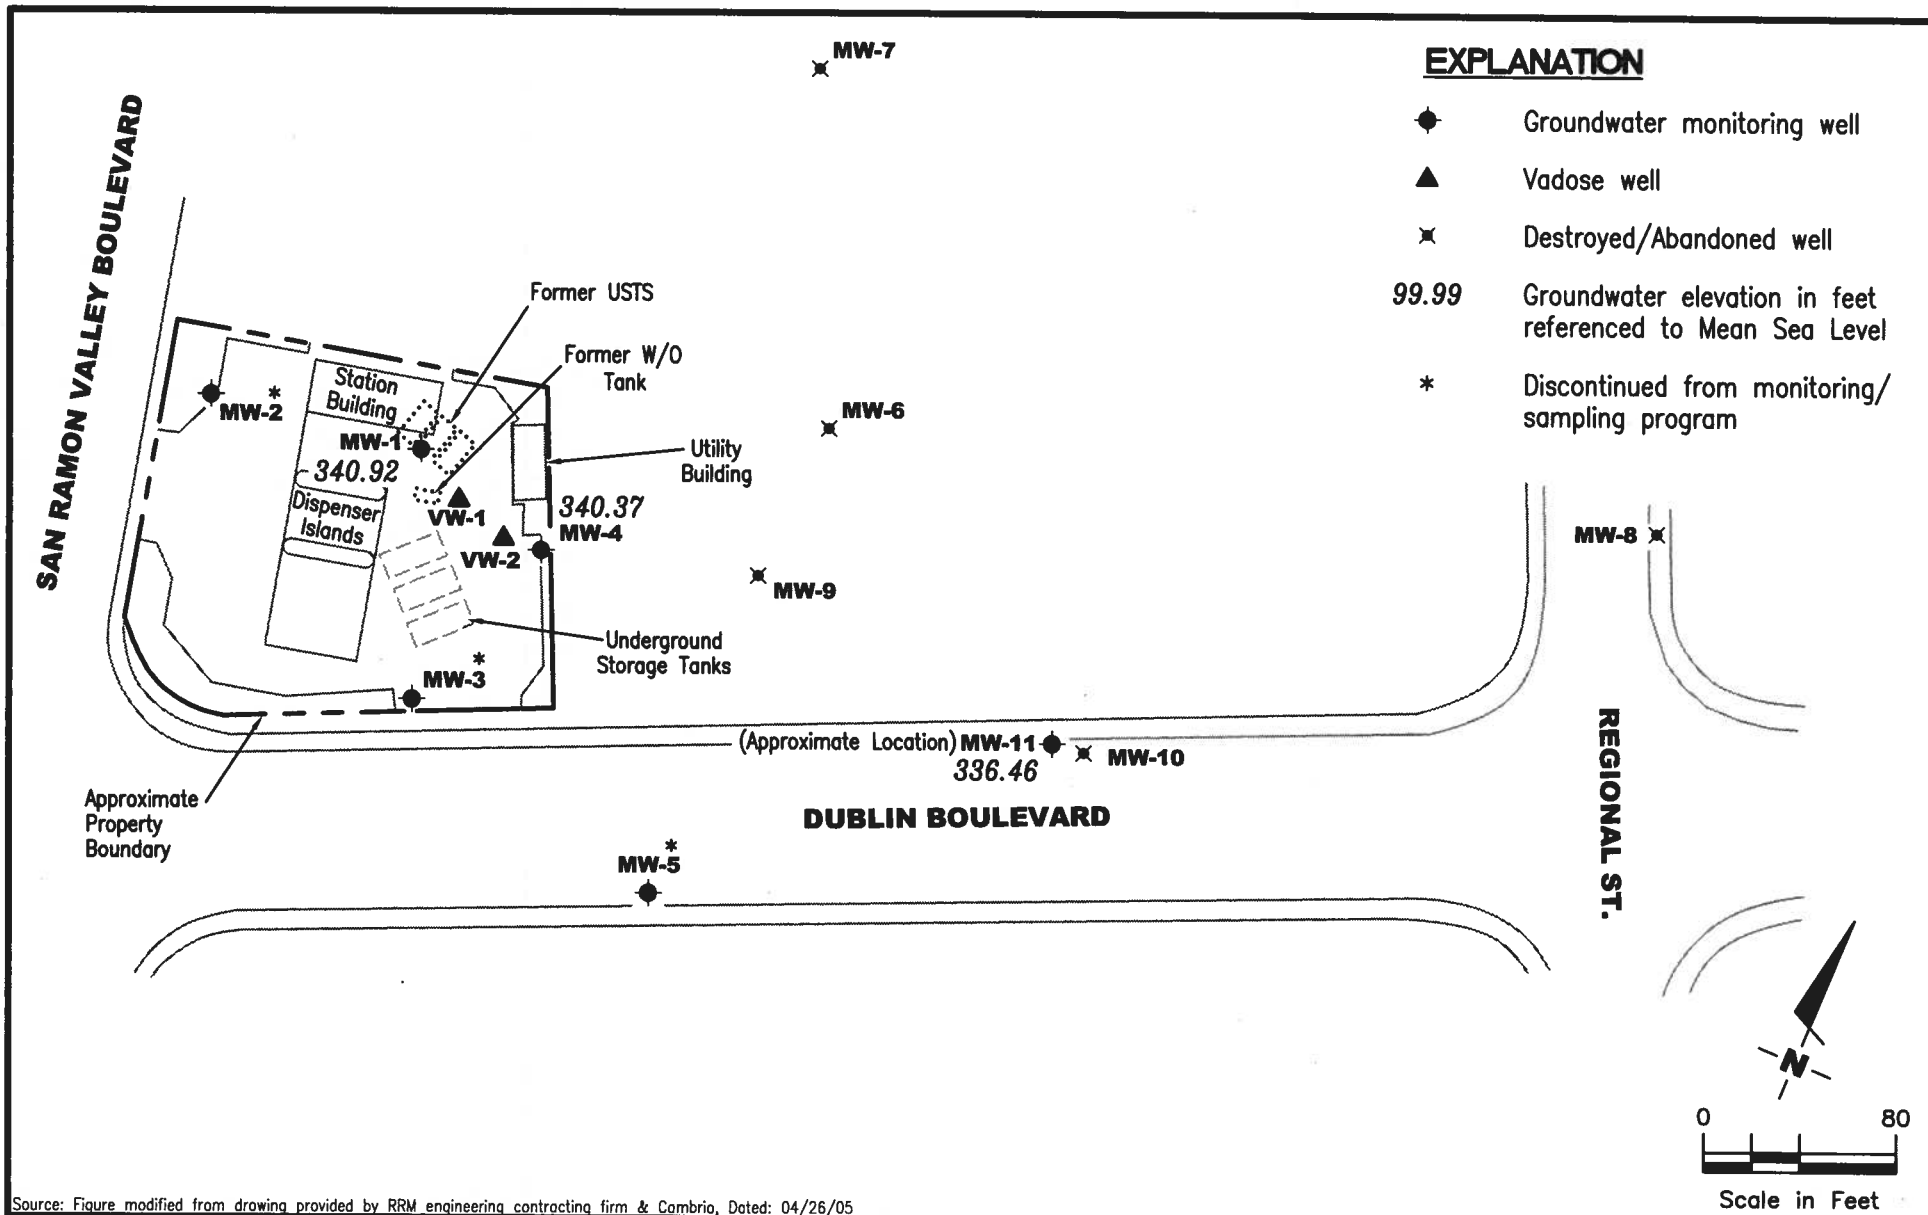 MW-7
EXPLANATION
Groundwater monitoring well
Vadose well
Destroyed/Abandoned well
99.99
Groundwater elevation in feet
referenced to Mean Sea Level
*
Discontinued from monitoring/
sampling program
SAN RAMON VALLEY BOULEVARD
Former USTS
Former W/O
Tank
Station
Building
*
MW-2
MW-1
340.92
MW-6
Utility
Building
Dispenser
Islands
VW-1
340.37
MW-4
VW-2
MW-8
MW-9
Underground
Storage Tanks
*
MW-3
(Approximate Location) MW-11
336.46
MW-10
REGIONAL ST.
Approximate
Property
Boundary
DUBLIN BOULEVARD
*
MW-5
N
0 80
Scale in Feet
Source: Figure modified from drawing provided by RRM engineering contracting firm & Cambria, Dated: 04/26/05